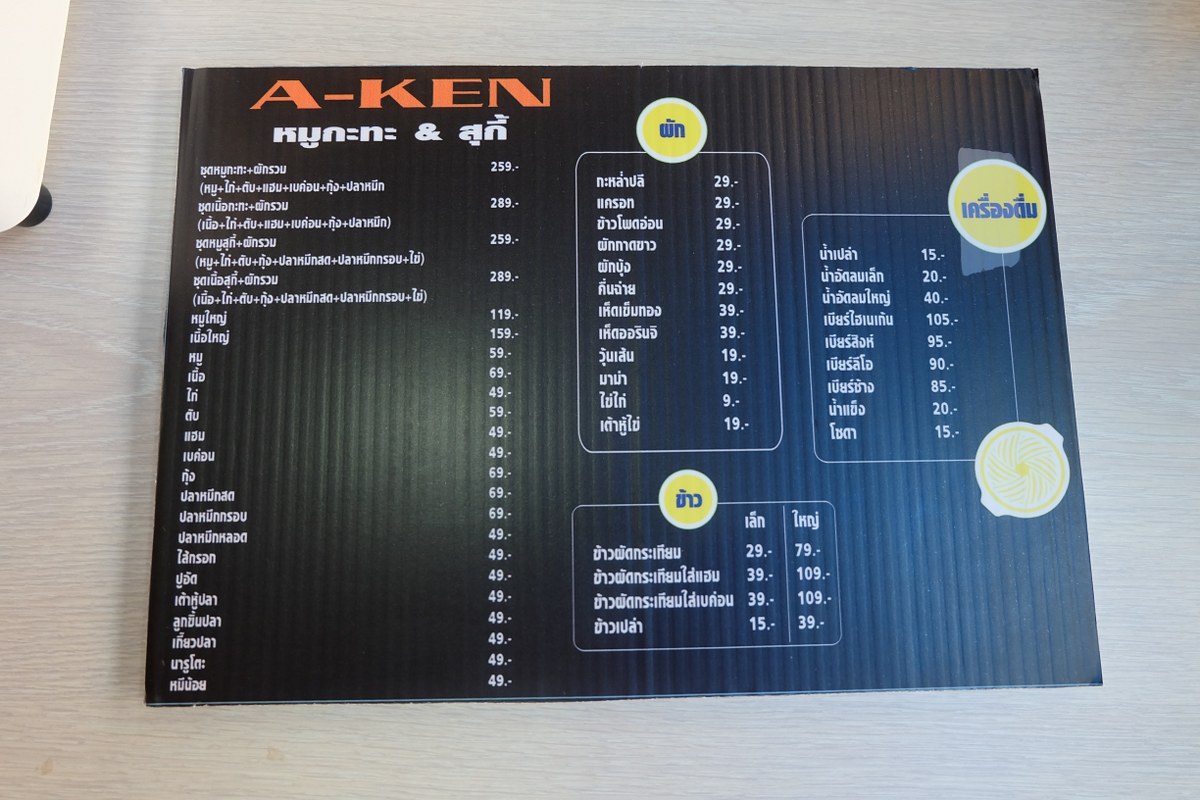 A-KEN
หมูกะทะ & สุกี้
ชุดหมูกะทะ+ผักรวม 259.-
(หมู+ไก่+ตับ+แฮม+เบค่อน+กุ้ง+ปลาหมึก
ชุดเนื้อกะทะ+ผักรวม 289.-
(เนื้อ+ไก่+ตับ+แฮม+เบค่อน+กุ้ง+ปลาหมึก)
ชุดหมูสุกี้+ผักรวม 259.-
(หมู+ไก่+ตับ+กุ้ง+ปลาหมึกสด+ปลาหมึกกรอบ+ไข่)
ชุดเนื้อสุกี้+ผักรวม 289.-
(เนื้อ+ไก่+ตับ+กุ้ง+ปลาหมึกสด+ปลาหมึกกรอบ+ไข่)
หมูใหญ่ 119.-
เนื้อใหญ่ 159.-
หมู 59.-
เนื้อ 69.-
ไก่ 49.-
ตับ 59.-
แฮม 49.-
เบค่อน 49.-
กุ้ง 69.-
ปลาหมึกสด 69.-
ปลาหมึกกรอบ 69.-
ปลาหมึกหลอด 49.-
ไส้กรอก 49.-
ปูอัด 49.-
เต้าหู้ปลา 49.-
ลูกชิ้นปลา 49.-
เกี๊ยวปลา 49.-
นารูโตะ 49.-
หมีน้อย 49.-
ผัก
กะหล่ำปลี 29.-
แครอท 29.-
ข้าวโพดอ่อน 29.-
ผักกาดขาว 29.-
ผักบุ้ง 29.-
คื่นฉ่าย 29.-
เห็ดเข็มทอง 39.-
เห็ดออรินจิ 39.-
วุ้นเส้น 19.-
มาม่า 19.-
ไข่ไก่ 9.-
เต้าหู้ไข่ 19.-
ข้าว
เล็ก ใหญ่
ข้าวผัดกระเทียม 29.- 79.-
ข้าวผัดกระเทียมใส่แฮม 39.- 109.-
ข้าวผัดกระเทียมใส่เบค่อน 39.- 109.-
ข้าวเปล่า 15.- 39.-
เครื่องดื่ม
น้ำเปล่า 15.-
น้ำอัดลมเล็ก 20.-
น้ำอัดลมใหญ่ 40.-
เบียร์ไฮเนเก้น 105.-
เบียร์สิงห์ 95.-
เบียร์ลีโอ 90.-
เบียร์ช้าง 85.-
น้ำแข็ง 20.-
โซดา 15.-